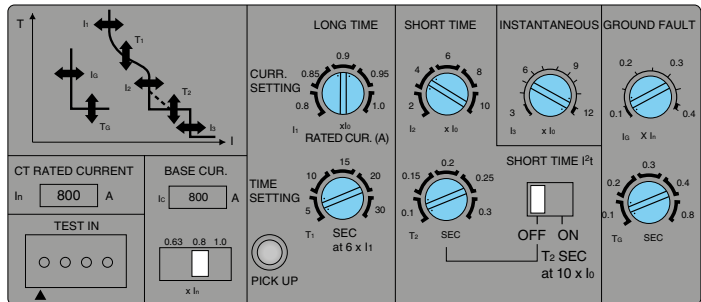 T
I1
T1
IG
I2
T2
TG
I3
I
LONG TIME
SHORT TIME
INSTANTANEOUS
GROUND FAULT
CURR.
SETTING
0.8
0.85
0.9
0.95
1.0
I1
xI0
RATED CUR. (A)
2
4
6
8
10
I2
x I0
3
6
9
12
I3
x I0
0.1
0.2
0.3
0.4
IG
X In
CT RATED CURRENT
In
800
A
BASE CUR.
Ic
800
A
TIME
SETTING
5
10
15
20
30
T1
SEC
at 6 x I1
0.1
0.15
0.2
0.25
0.3
T2
SEC
SHORT TIME I²t
OFF
ON
T2 SEC
at 10 x I0
0.1
0.2
0.3
0.4
0.8
TG
SEC
TEST IN
0.63
0.8
1.0
x In
PICK UP